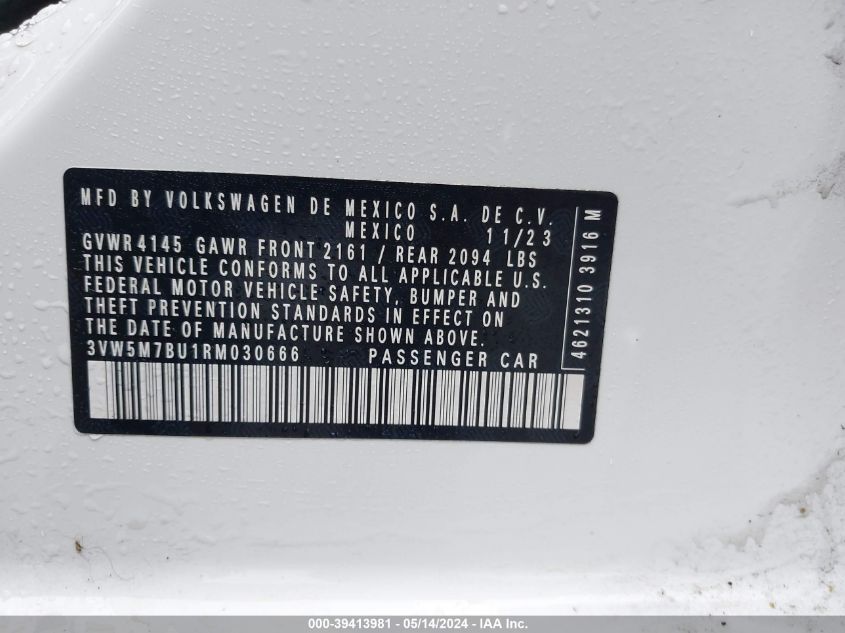 MFD BY VOLKSWAGEN DE MEXICO S.A. DE C.V.
MEXICO 11/23
GVWR 4145 GAWR FRONT 2161 / REAR 2094 LBS
THIS VEHICLE CONFORMS TO ALL APPLICABLE U.S.
FEDERAL MOTOR VEHICLE SAFETY, BUMPER AND
THEFT PREVENTION STANDARDS IN EFFECT ON
THE DATE OF MANUFACTURE SHOWN ABOVE.
3VW5M7BU1RM030666 PASSENGER CAR
4621310 3916 M
000-39413981 - 05/14/2024 - IAA Inc.